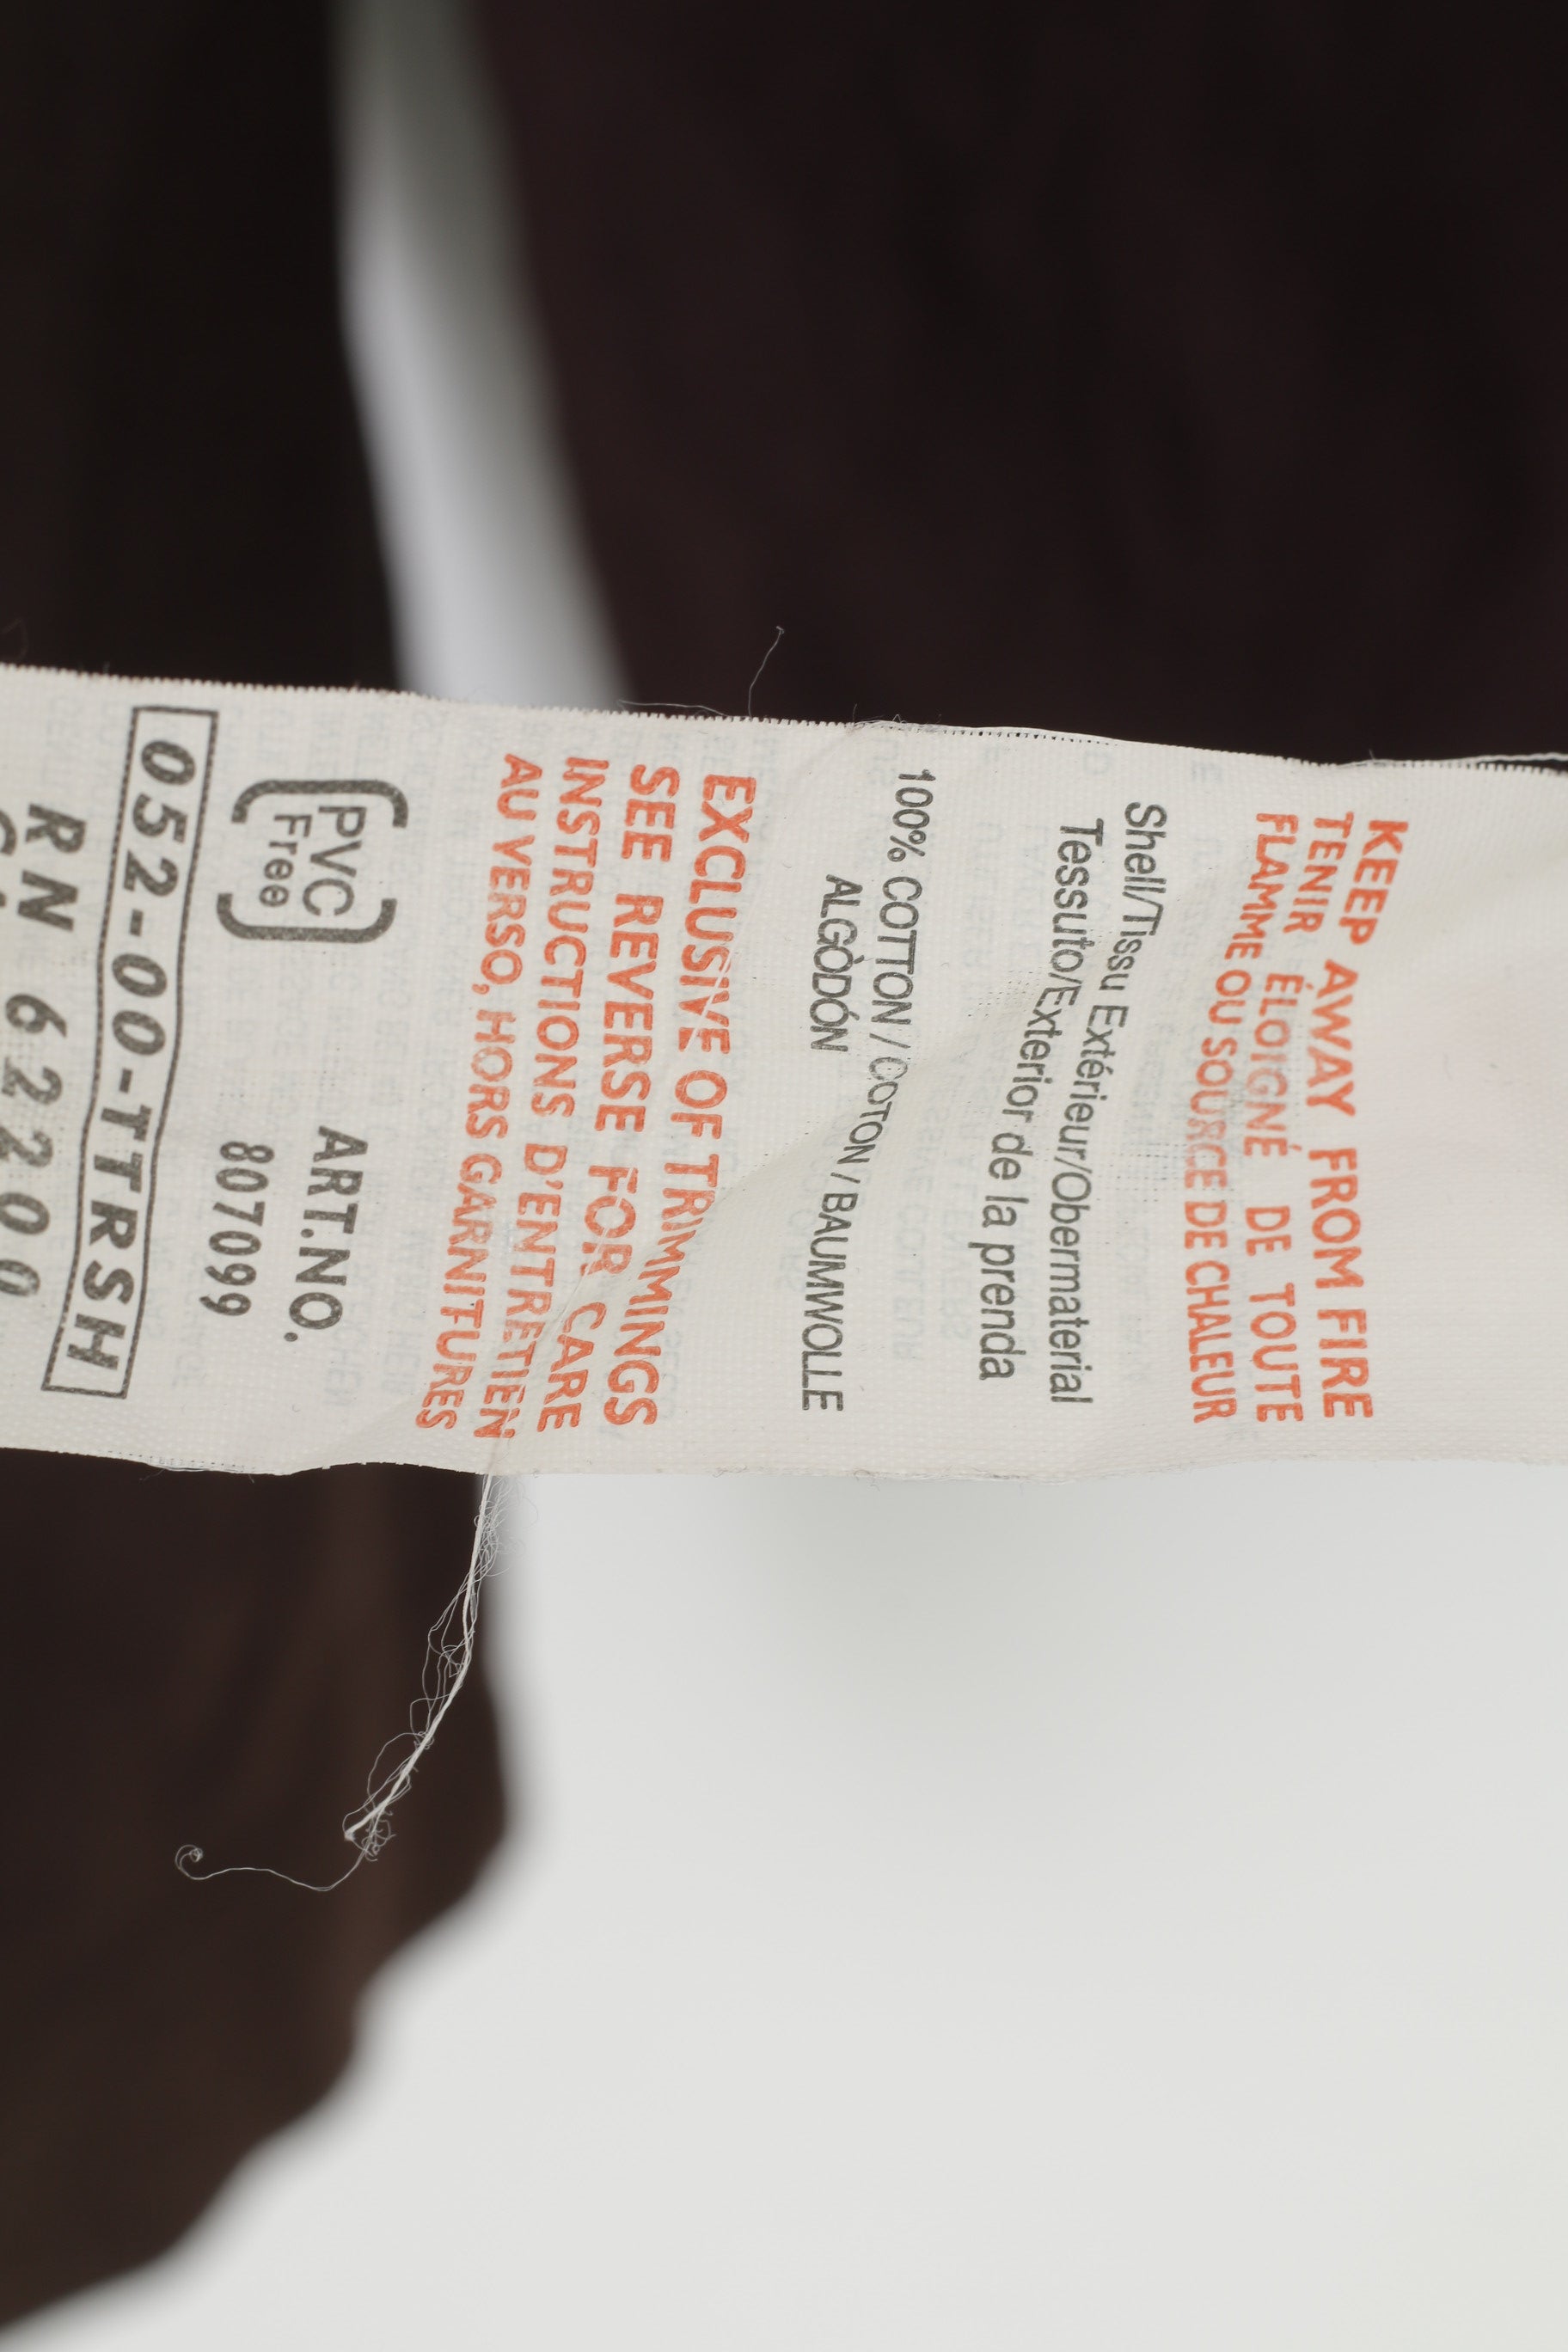 KEEP AWAY FROM FIRE
TENIR ÉLOIGNÉ DE TOUTE
FLAMME OU SOURCE DE CHALEUR
Shell/Tissu Extérieur/Obermaterial
Tessuto/Exterior de la prenda
100% COTTON / COTON / BAUMWOLLE
ALGODÓN
EXCLUSIVE OF TRIMMINGS
SEE REVERSE FOR CARE
INSTRUCTIONS D'ENTRETIEN
AU VERSO, HORS GARNITURES
PVC
Free
ART.NO.
807099
052-00-TTRSH
RN 62200